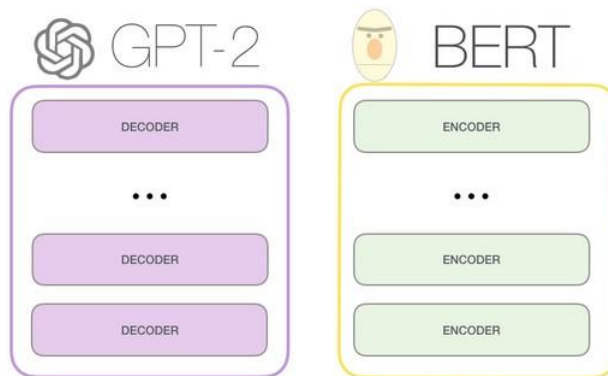 GPT-2
DECODER
...
DECODER
DECODER
BERT
ENCODER
...
ENCODER
ENCODER